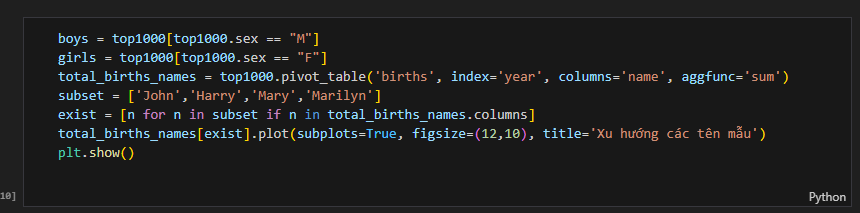 boys = top1000[top1000.sex == "M"]
girls = top1000[top1000.sex == "F"]
total_births_names = top1000.pivot_table('births', index='year', columns='name', aggfunc='sum')
subset = ['John','Harry','Mary','Marilyn']
exist = [n for n in subset if n in total_births_names.columns]
total_births_names[exist].plot(subplots=True, figsize=(12,10), title='Xu hướng các tên mẫu')
plt.show()
10]
Python